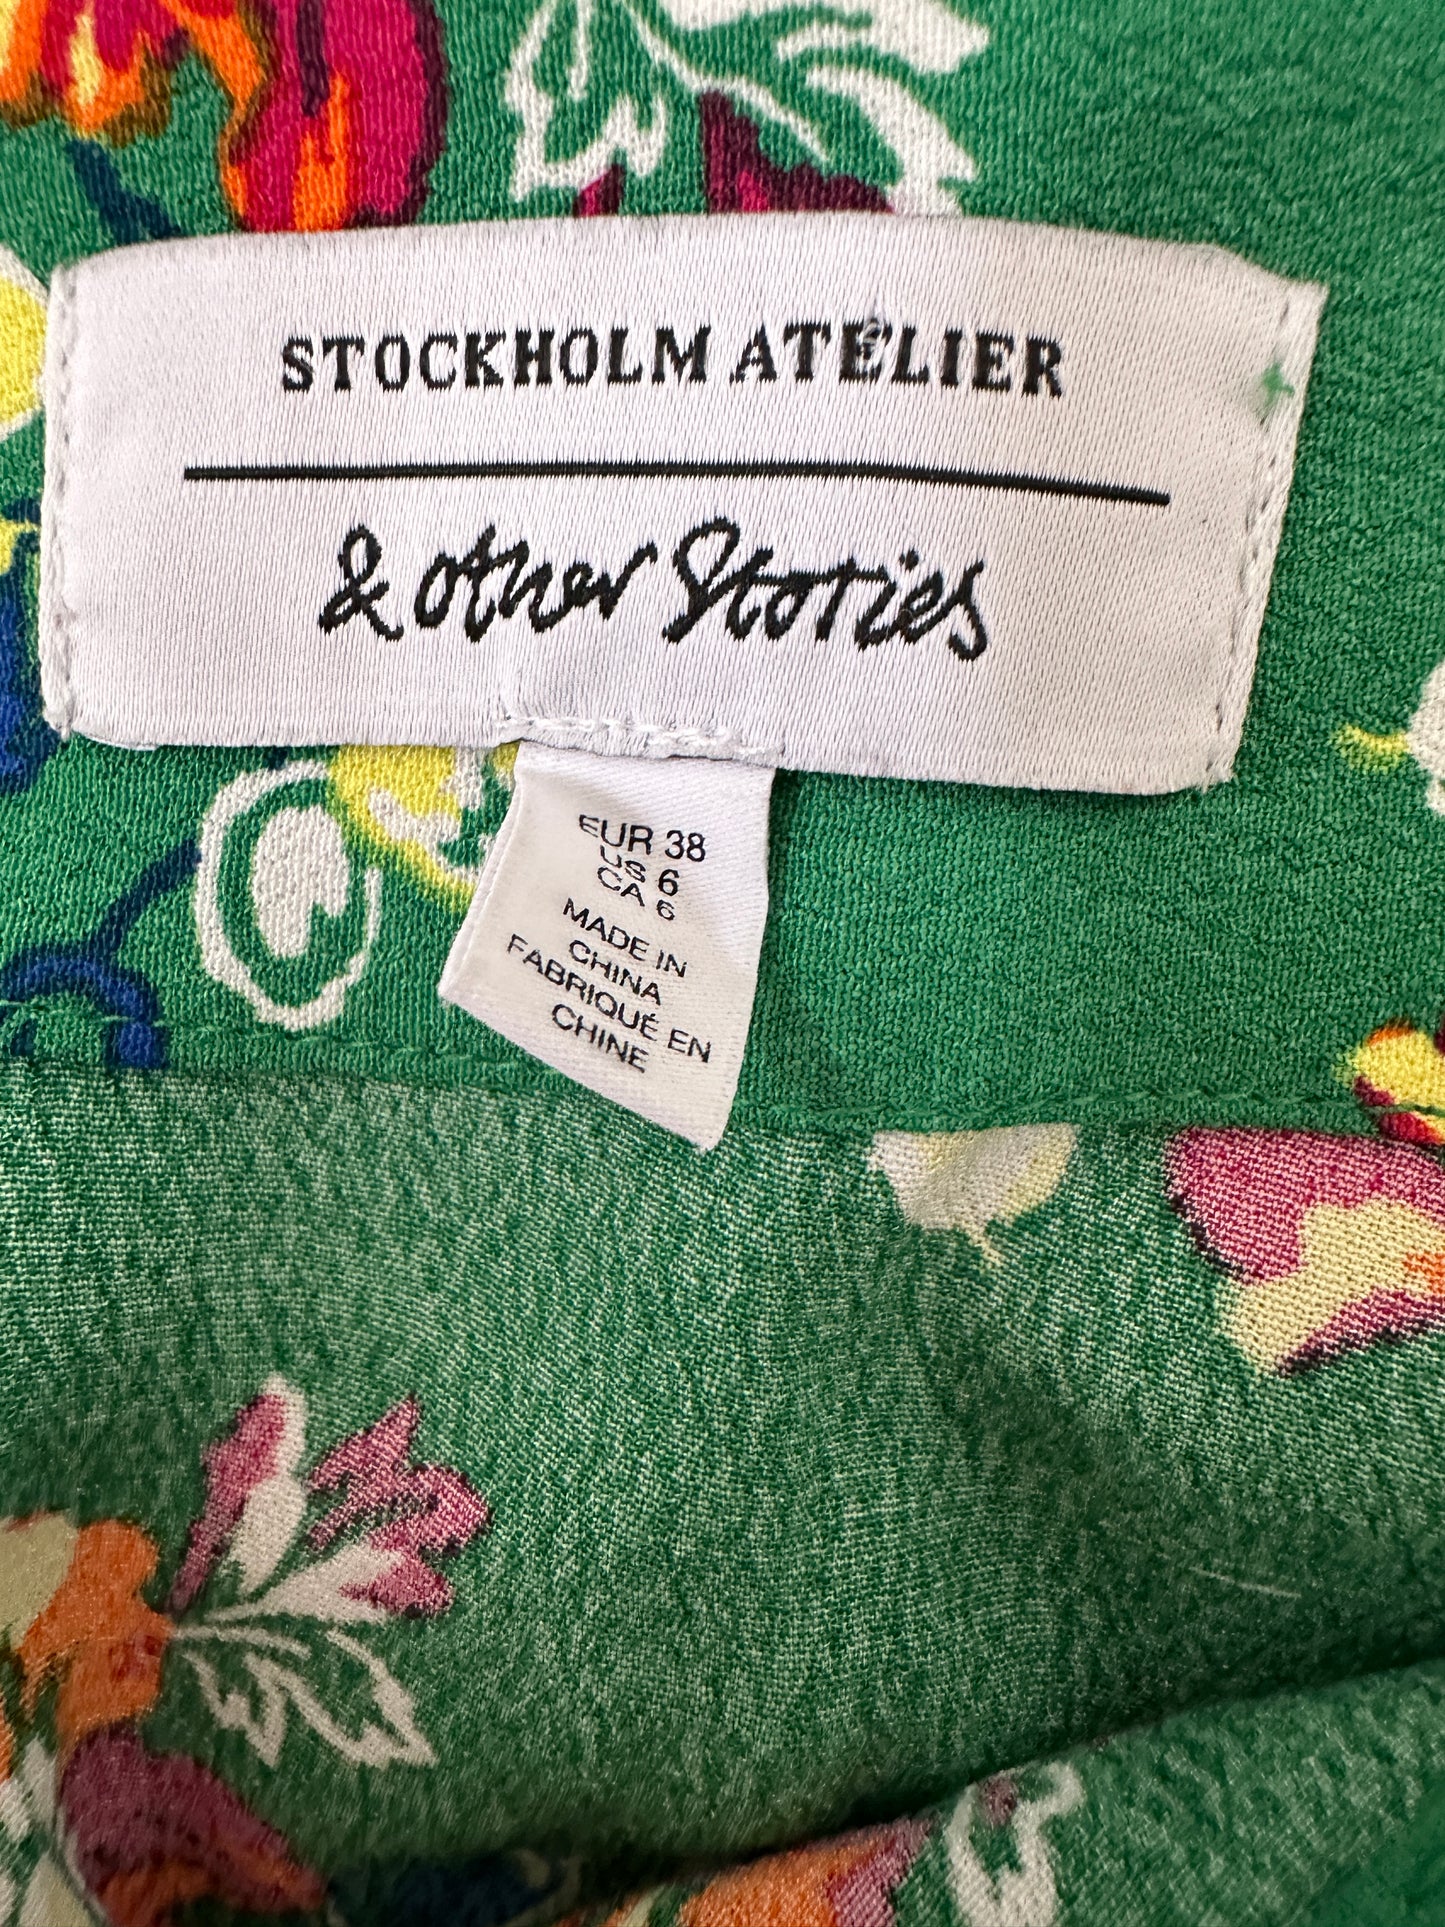 STOCKHOLM ATELIER
& other Stories
EUR 38
US 6
CA 6
MADE IN
CHINA
FABRIQUÉ EN
CHINE